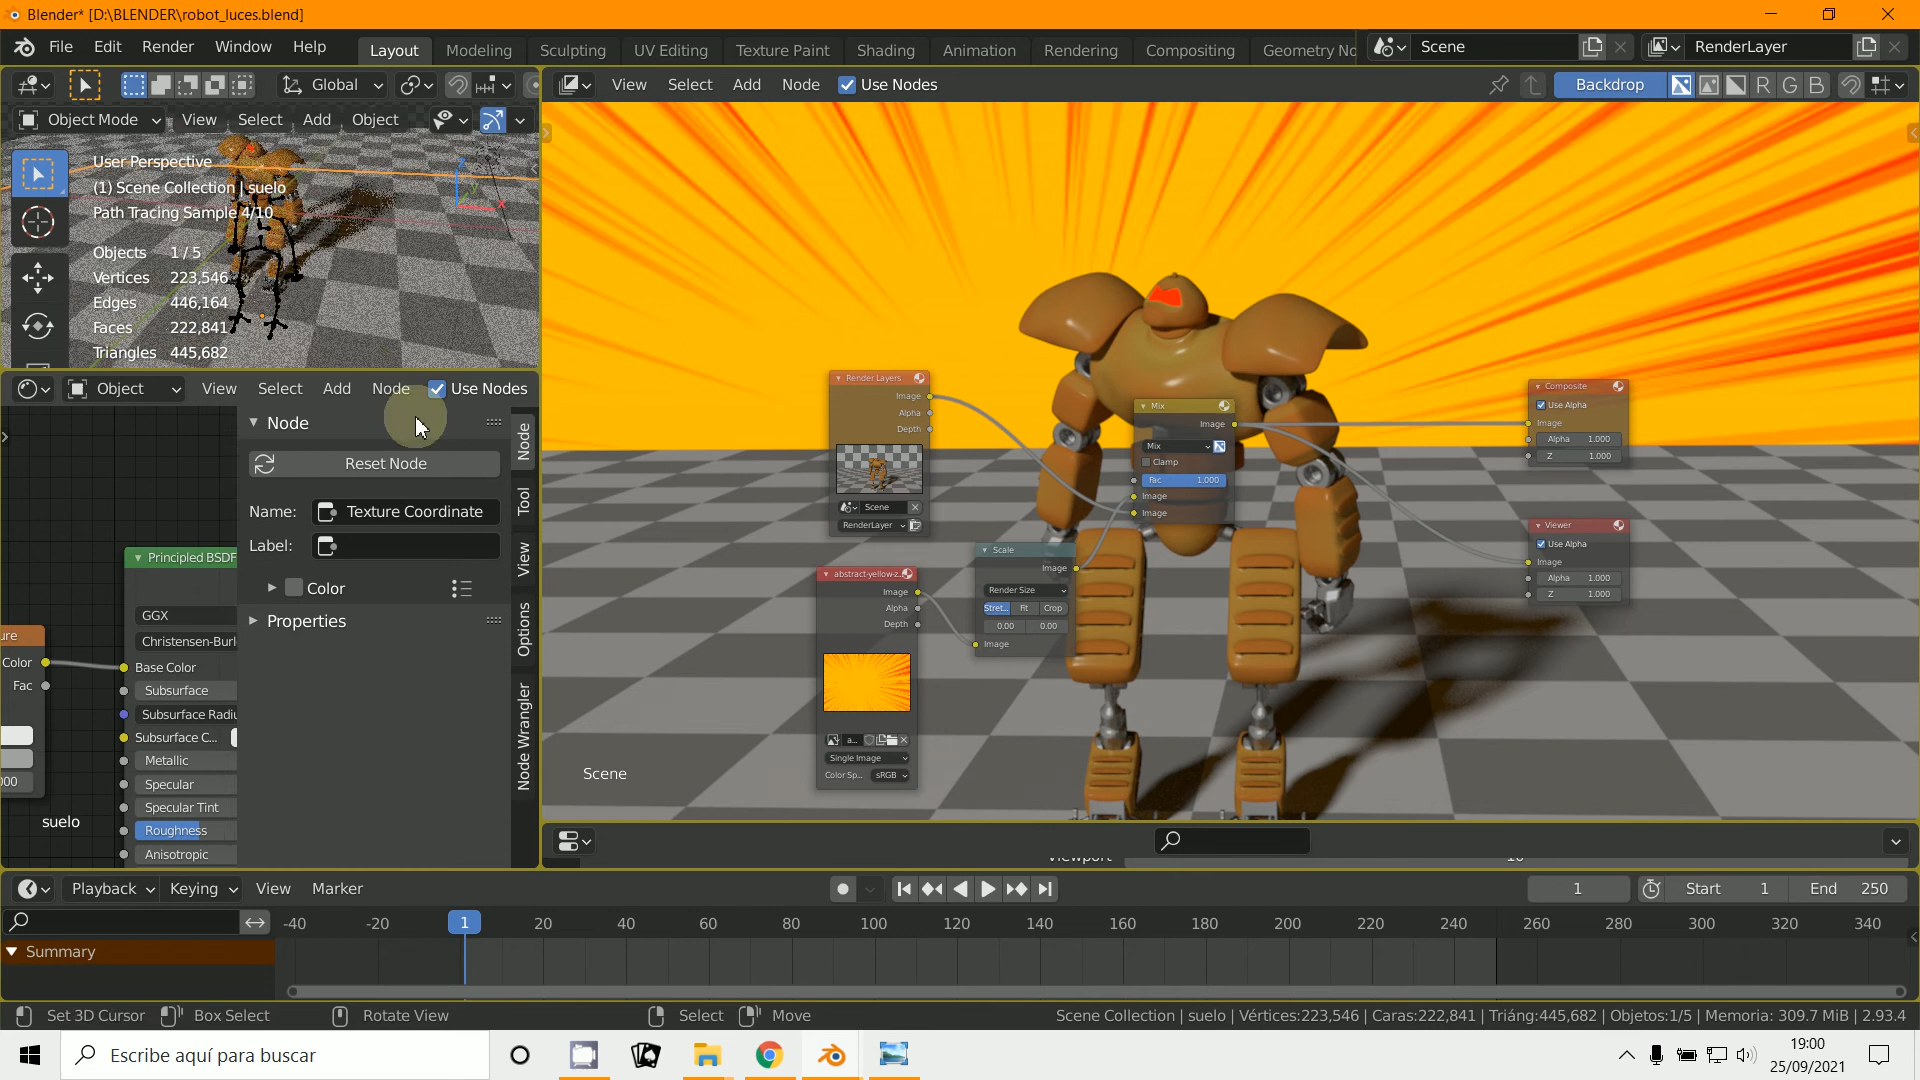 Blender* [D:\BLENDER\robot_luces.blend]
File Edit Render Window Help
Layout Modeling Sculpting UV Editing Texture Paint Shading Animation Rendering Compositing Geometry No
Scene
RenderLayer
Global
View Select Add Node Use Nodes
Backdrop
R G B
Object Mode View Select Add Object
User Perspective
(1) Scene Collection | suelo
Path Tracing Sample 4/10
Objects 1/5
Vertices 223,546
Edges 446,164
Faces 222,841
Triangles 445,682
Object View Select Add Node Use Nodes
Node
Reset Node
Name: Texture Coordinate
Label:
Color
Properties
Node
Tool
View
Options
Node Wrangler
ure
Color
Fac
000
suelo
Principled BSDF
GGX
Christensen-Burl
Base Color
Subsurface
Subsurface Radiu
Subsurface C...
Metallic
Specular
Specular Tint
Roughness
Anisotropic
Render Layers
Image
Alpha
Depth
Scene
RenderLayer
abstract-yellow-z...
Image
Alpha
Depth
a...
Single Image
Color Sp... sRGB
Scale
Image
Render Size
Stret... Fit Crop
0.00 0.00
Image
Mix
Image
Mix
Clamp
Fac 1.000
Image
Image
Composite
Use Alpha
Image
Alpha 1.000
Z 1.000
Viewer
Use Alpha
Image
Alpha 1.000
Z 1.000
Scene
Viewport
Playback Keying View Marker
1 Start 1 End 250
-40 -20 1 20 40 60 80 100 120 140 160 180 200 220 240 260 280 300 320 340
Summary
Set 3D Cursor Box Select Rotate View Select Move
Scene Collection | suelo | Vértices:223,546 | Caras:222,841 | Triáng:445,682 | Objetos:1/5 | Memoria: 309.7 MiB | 2.93.4
Escribe aquí para buscar
19:00
25/09/2021